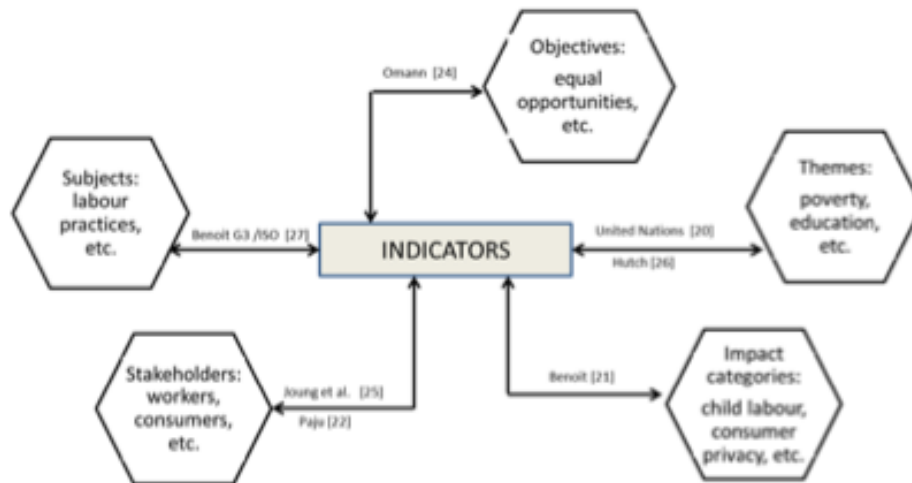 Objectives:
equal
opportunities,
etc.
Omann [24]
Themes:
poverty,
education,
etc.
Subjects:
labour
practices,
etc.
Benoit G3 /ISO [27]
INDICATORS
United Nations [20]
Hutch [26]
Impact
categories:
child labour,
consumer
privacy, etc.
Benoit [21]
Stakeholders:
workers,
consumers,
etc.
Joung et al. [25]
Paju [22]